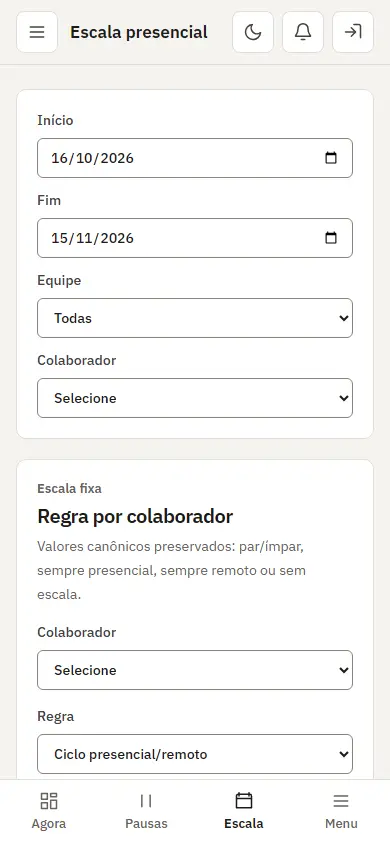 Escala presencial
Início
16/10/2026
Fim
15/11/2026
Equipe
Todas
Colaborador
Selecione
Escala fixa
Regra por colaborador
Valores canônicos preservados: par/ímpar,
sempre presencial, sempre remoto ou sem
escala.
Colaborador
Selecione
Regra
Ciclo presencial/remoto
Agora
Pausas
Escala
Menu